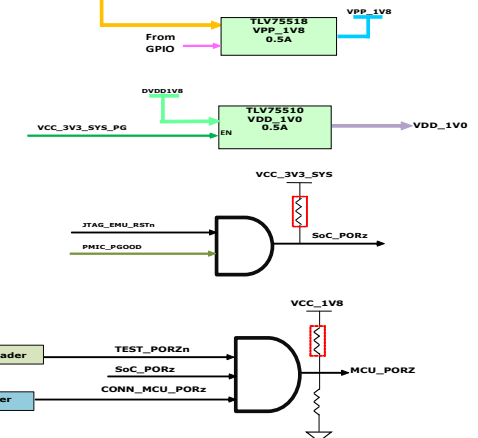 TLV75518
VPP_1V8
0.5A
VPP_1V8
From
GPIO
DVDD1V8
TLV75510
VDD_1V0
0.5A
EN
VCC_3V3_SYS_PG
VDD_1V0
VCC_3V3_SYS
JTAG_EMU_RSTn
PMIC_PGOOD
SoC_PORz
VCC_1V8
ader
TEST_PORZn
SoC_PORz
er
CONN_MCU_PORz
MCU_PORZ